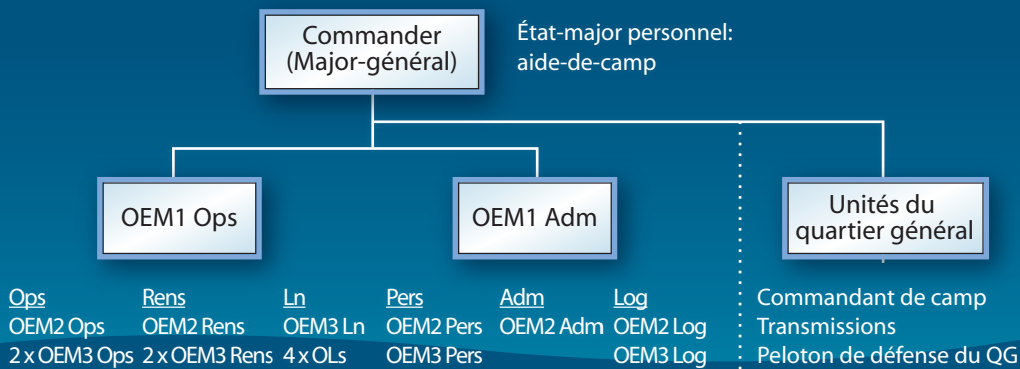 Commander
(Major-général)
État-major personnel:
aide-de-camp
OEM1 Ops
OEM1 Adm
Unités du
quartier général
Ops Rens Ln Pers Adm Log Commandant de camp
OEM2 Ops OEM2 Rens OEM3 Ln OEM2 Pers OEM2 Adm OEM2 Log Transmissions
2 x OEM3 Ops 2 x OEM3 Rens 4 x OLs OEM3 Pers OEM3 Log Peloton de défense du QG